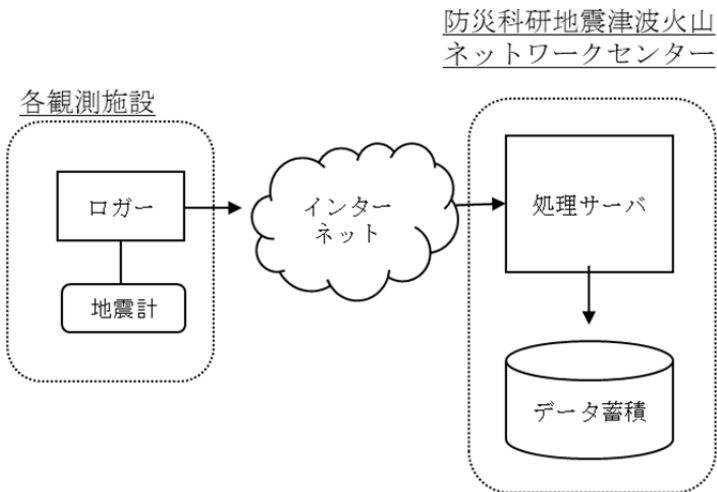 防災科研地震津波火山
ネットワークセンター
各観測施設
ロガー
地震計
インター
ネット
処理サーバ
データ蓄積